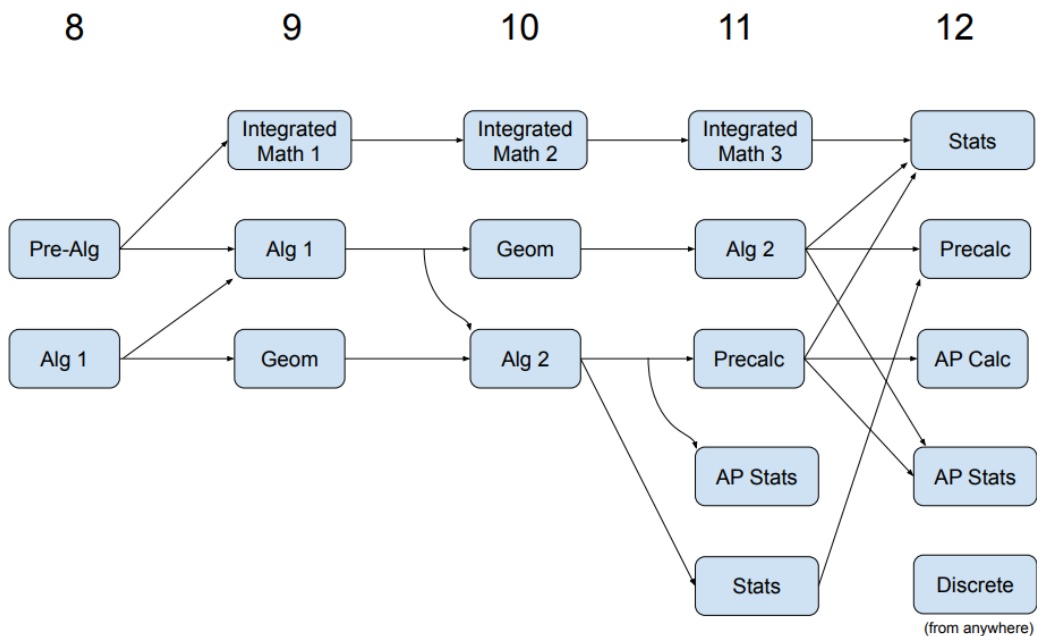 8 9 10 11 12
Integrated
Math 1
Integrated
Math 2
Integrated
Math 3
Stats
Pre-Alg
Alg 1
Geom
Alg 2
Precalc
Alg 1
Geom
Alg 2
Precalc
AP Calc
AP Stats
AP Stats
Stats
Discrete
(from anywhere)